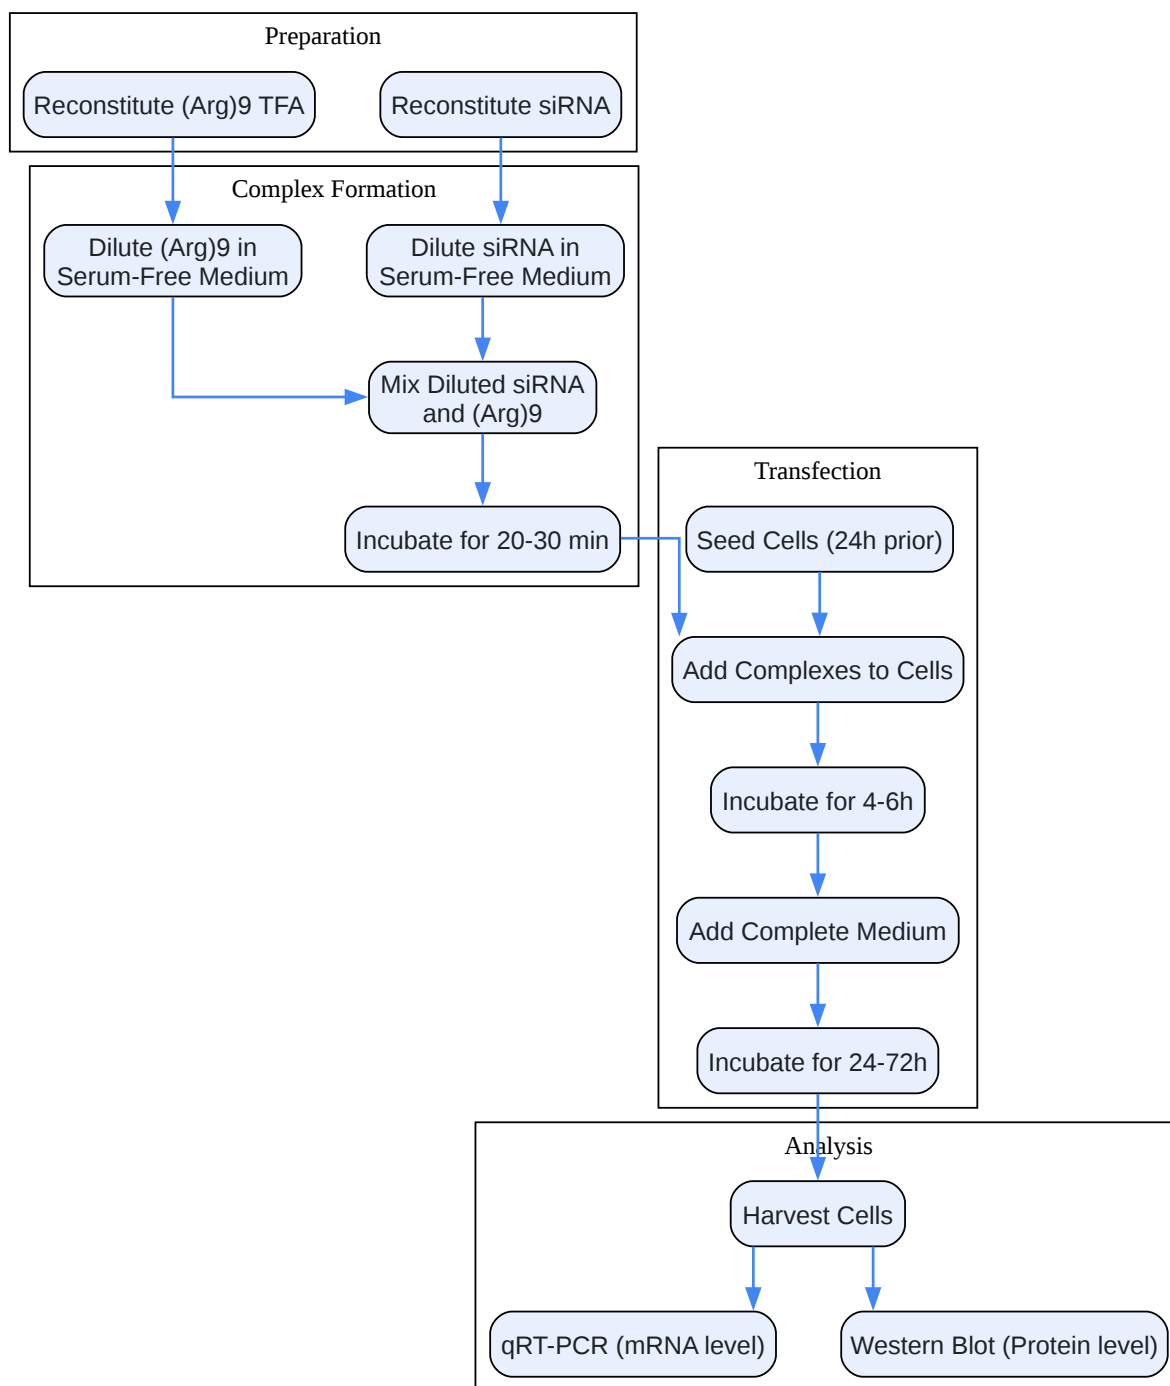 Preparation
Reconstitute (Arg)9 TFA
Reconstitute siRNA
Complex Formation
Dilute (Arg)9 in
Serum-Free Medium
Dilute siRNA in
Serum-Free Medium
Mix Diluted siRNA
and (Arg)9
Incubate for 20-30 min
Transfection
Seed Cells (24h prior)
Add Complexes to Cells
Incubate for 4-6h
Add Complete Medium
Incubate for 24-72h
Analysis
Harvest Cells
qRT-PCR (mRNA level)
Western Blot (Protein level)